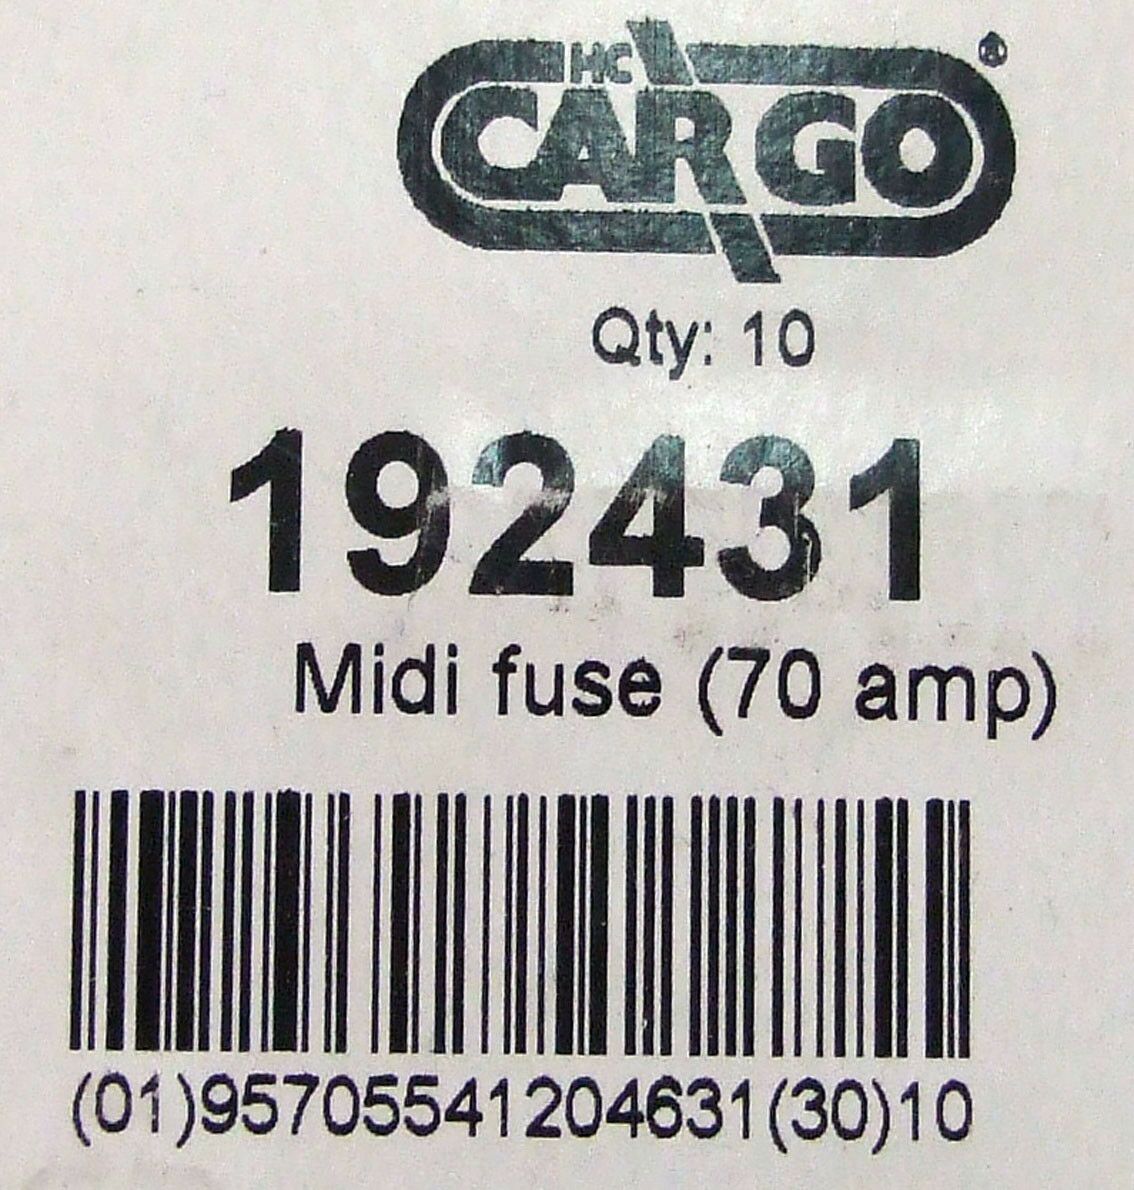 HC
CARGO®
Qty: 10
192431
Midi fuse (70 amp)
(01)95705541204631(30)10